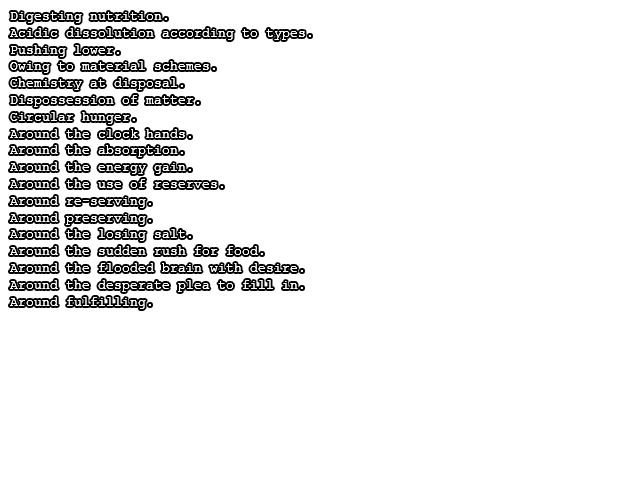 Digesting nutrition.
Acidic dissolution according to types.
Pushing lower.
Owing to material schemes.
Chemistry at disposal.
Dispossession of matter.
Circular hunger.
Around the clock hands.
Around the absorption.
Around the energy gain.
Around the use of reserves.
Around re-serving.
Around preserving.
Around the losing salt.
Around the sudden rush for food.
Around the flooded brain with desire.
Around the desperate plea to fill in.
Around fulfilling.